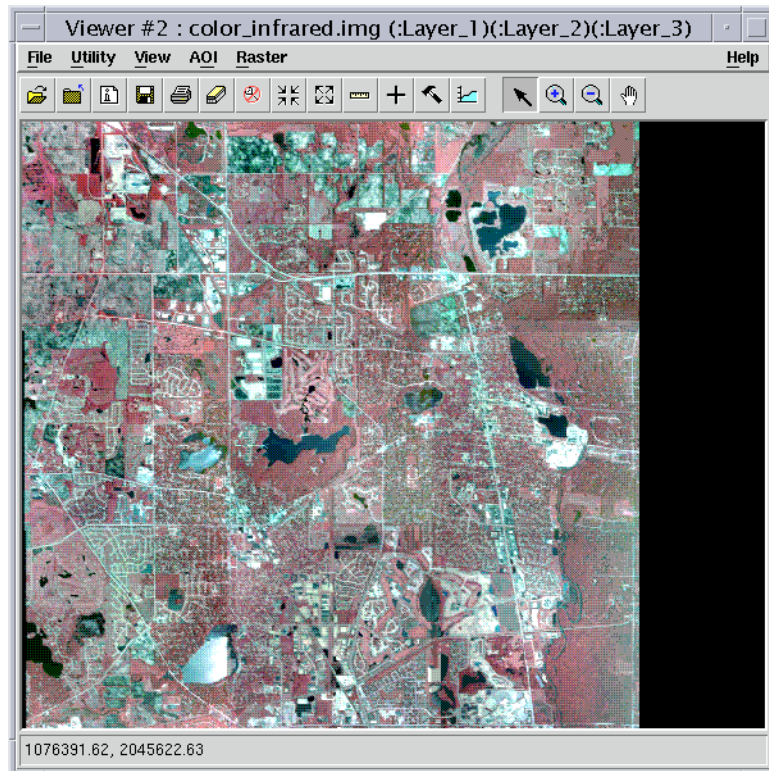 Viewer #2 : color_infrared.img (:Layer_1)(:Layer_2)(:Layer_3)
File Utility View AOI Raster Help
1076391.62, 2045622.63